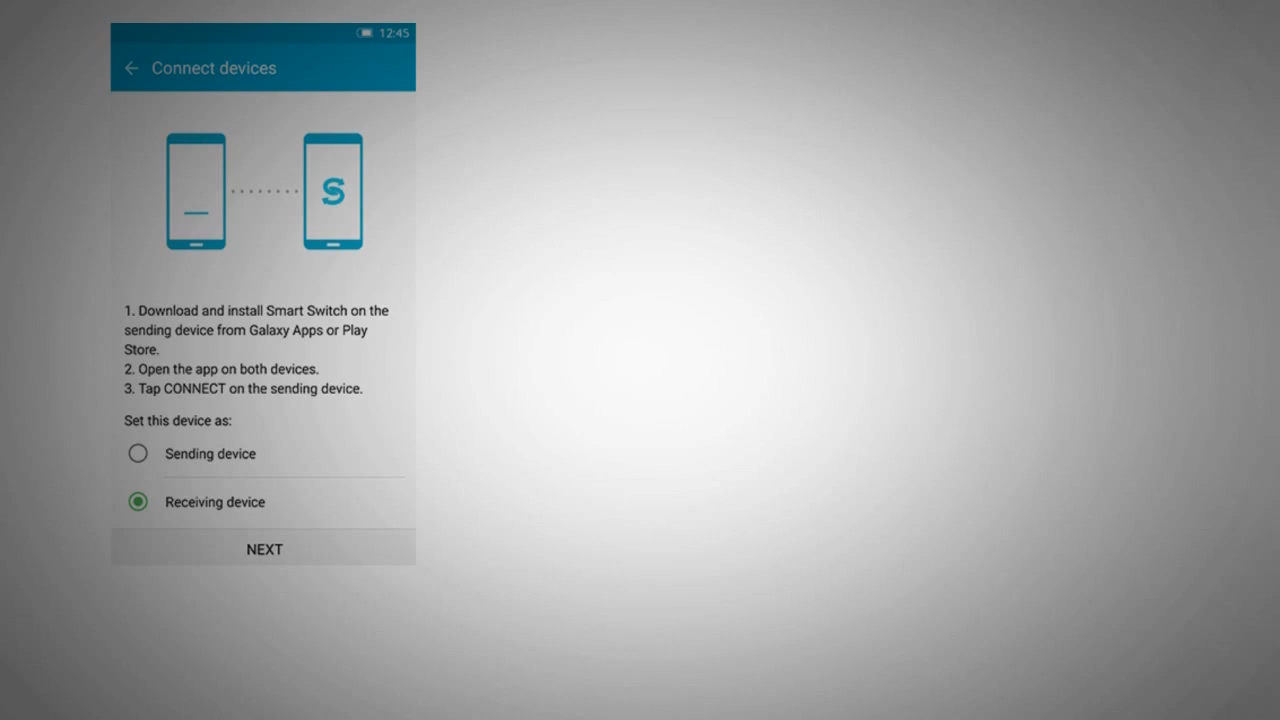 12:45
Connect devices
S
1. Download and install Smart Switch on the
sending device from Galaxy Apps or Play
Store.
2. Open the app on both devices.
3. Tap CONNECT on the sending device.
Set this device as:
Sending device
Receiving device
NEXT